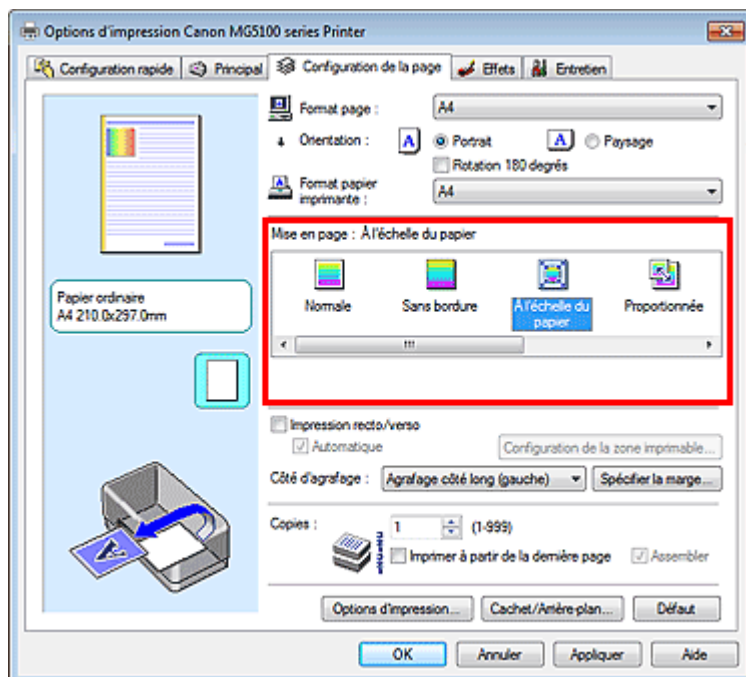 Options d'impression Canon MG5100 series Printer
Configuration rapide
Principal
Configuration de la page
Effets
Entretien
Format page :
A4
Orientation :
A
Portrait
A
Paysage
Rotation 180 degrés
Format papier
imprimante :
A4
Mise en page : À l'échelle du papier
Normale
Sans bordure
À l'échelle du
papier
Proportionnée
Papier ordinaire
A4 210.0x297.0mm
Impression recto/verso
Automatique
Configuration de la zone imprimable...
Côté d'agrafage :
Agrafage côté long (gauche)
Spécifier la marge...
Copies :
1
(1-999)
Imprimer à partir de la dernière page
Assembler
Options d'impression...
Cachet/Arrière-plan...
Défaut
OK
Annuler
Appliquer
Aide